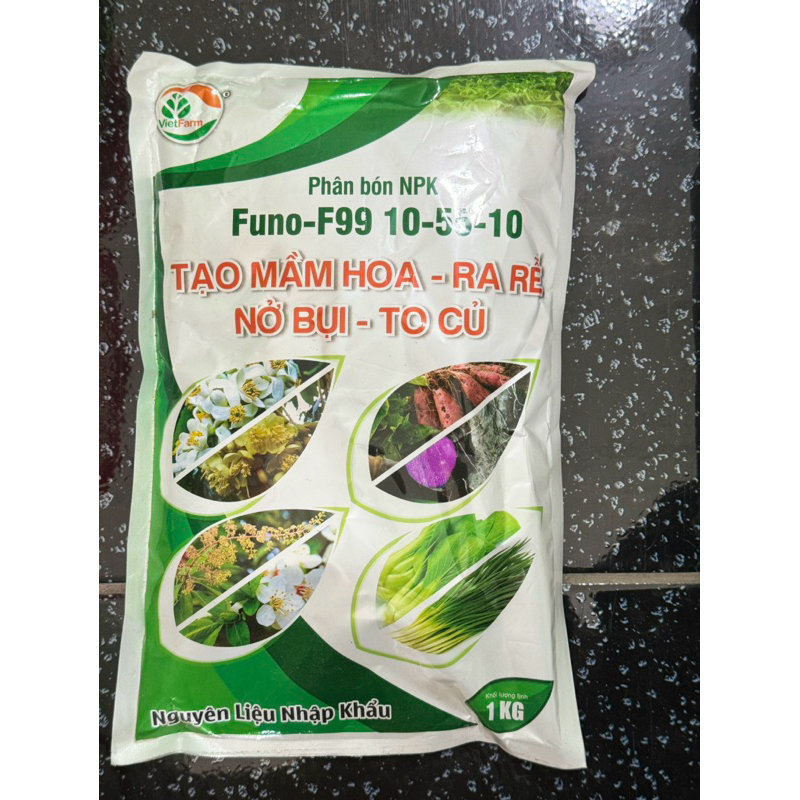 VietFarm
Phân bón NPK
Funo-F99 10-55-10
TẠO MẦM HOA - RA RỄ
NỞ BỤI - TO CỦ
Khối lượng tịnh
1 KG
Nguyên Liệu Nhập Khẩu